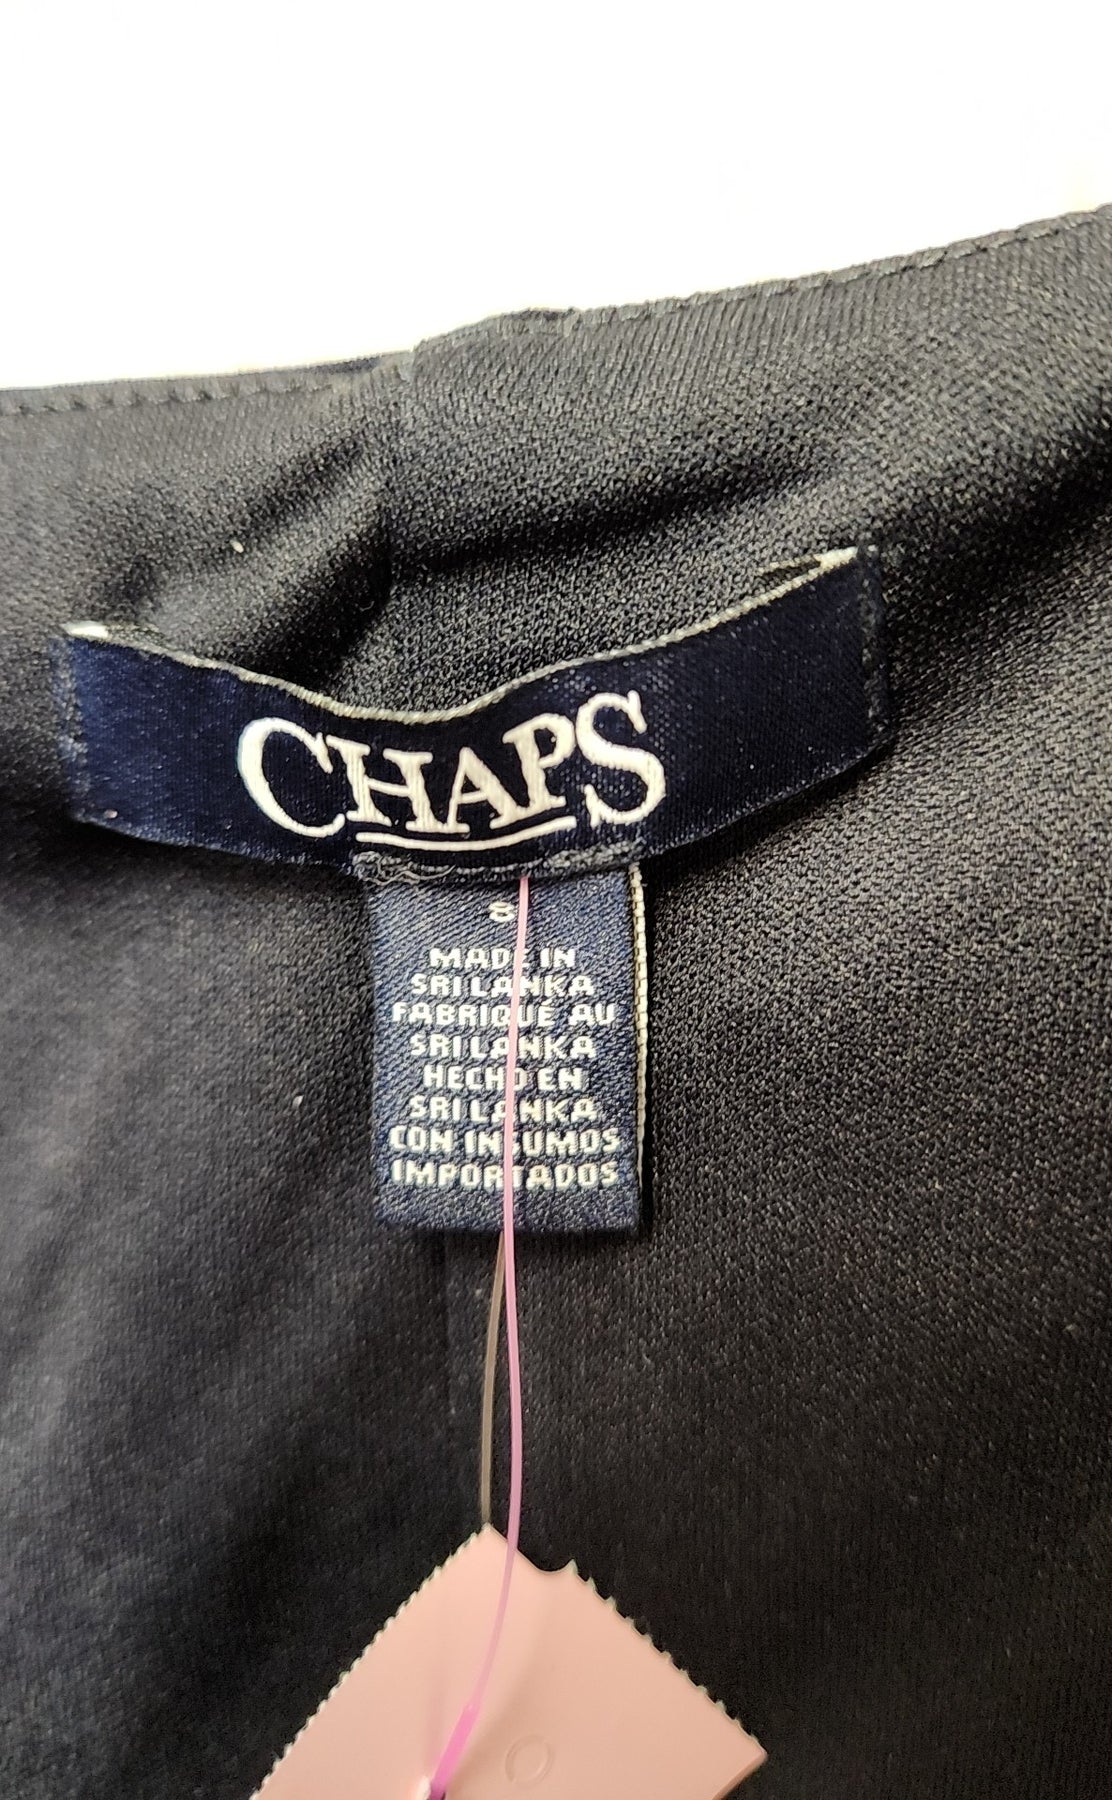 CHAPS
8
MADE IN
SRI LANKA
FABRIQUÉ AU
SRI LANKA
HECHO EN
SRI LANKA
CON INSUMOS
IMPORTADOS